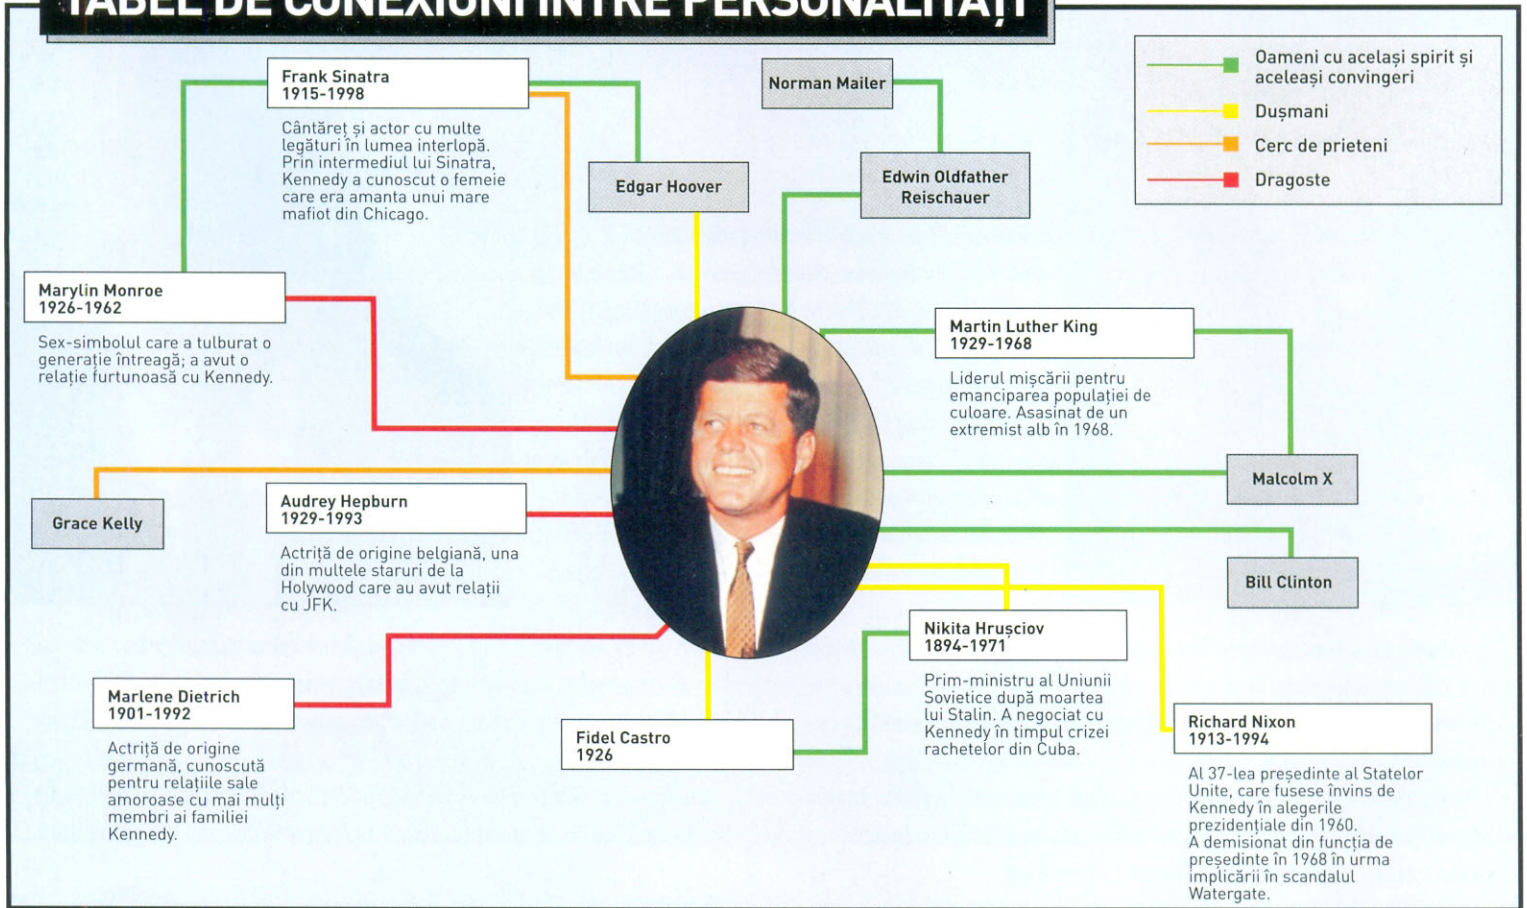 TABEL DE CONEXIUNI ÎNTRE PERSONALITĂȚI
Oameni cu același spirit și
aceleași convingeri
Dușmani
Cerc de prieteni
Dragoste
Frank Sinatra
1915-1998
Cântăreț și actor cu multe
legături în lumea interlopă.
Prin intermediul lui Sinatra,
Kennedy a cunoscut o femeie
care era amanta unui mare
mafiot din Chicago.
Norman Mailer
Edgar Hoover
Edwin Oldfather
Reischauer
Marylin Monroe
1926-1962
Sex-simbolul care a tulburat o
generație întreagă; a avut o
relație furtunoasă cu Kennedy.
Martin Luther King
1929-1968
Liderul mișcării pentru
emanciparea populației de
culoare. Asasinat de un
extremist alb în 1968.
Malcolm X
Grace Kelly
Audrey Hepburn
1929-1993
Actriță de origine belgiană, una
din multele staruri de la
Holywood care au avut relații
cu JFK.
Bill Clinton
Nikita Hrușciov
1894-1971
Prim-ministru al Uniunii
Sovietice după moartea
lui Stalin. A negociat cu
Kennedy în timpul crizei
rachetelor din Cuba.
Marlene Dietrich
1901-1992
Actriță de origine
germană, cunoscută
pentru relațiile sale
amoroase cu mai mulți
membri ai familiei
Kennedy.
Fidel Castro
1926
Richard Nixon
1913-1994
Al 37-lea președinte al Statelor
Unite, care fusese învins de
Kennedy în alegerile
prezidențiale din 1960.
A demisionat din funcția de
președinte în 1968 în urma
implicării în scandalul
Watergate.